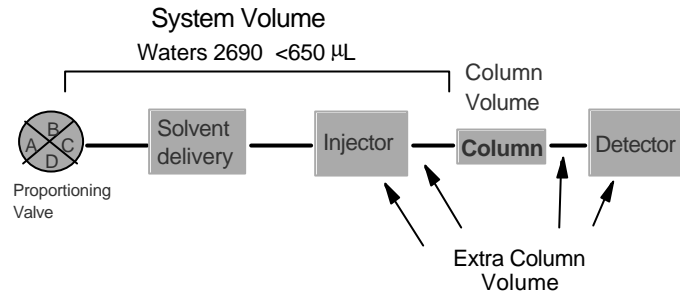 System Volume
Waters 2690 <650 μL
Column
Volume
A B C D
Proportioning
Valve
Solvent
delivery
Injector
Column
Detector
Extra Column
Volume